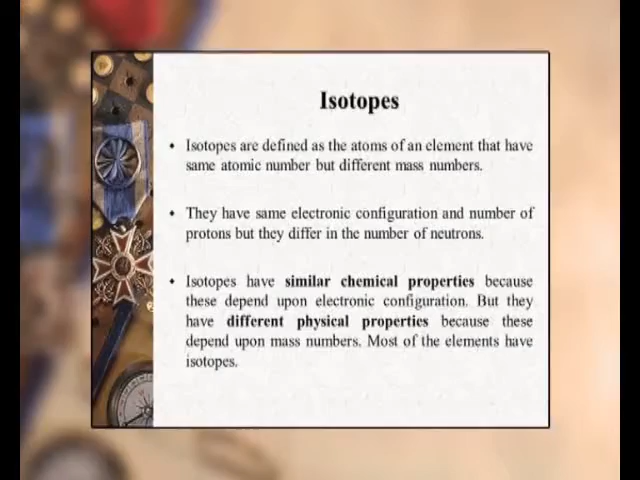 Isotopes
• Isotopes are defined as the atoms of an element that have
same atomic number but different mass numbers.
• They have same electronic configuration and number of
protons but they differ in the number of neutrons.
• Isotopes have similar chemical properties because
these depend upon electronic configuration. But they
have different physical properties because these
depend upon mass numbers. Most of the elements have
isotopes.